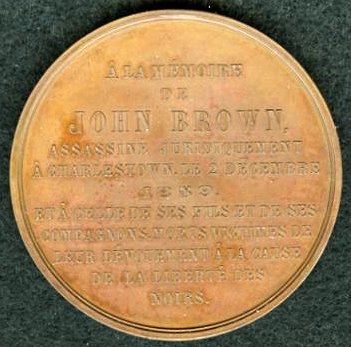 À LA MÉMOIRE
DE
JOHN BROWN,
ASSASSINÉ JURIDIQUEMENT
À CHARLESTOWN, LE 2 DÉCEMBRE
1859.
ET À CELLE DE SES FILS ET DE SES
COMPAGNONS, MORTS VICTIMES DE
LEUR DÉVOUEMENT À LA CAUSE
DE LA LIBERTÉ DES
NOIRS.